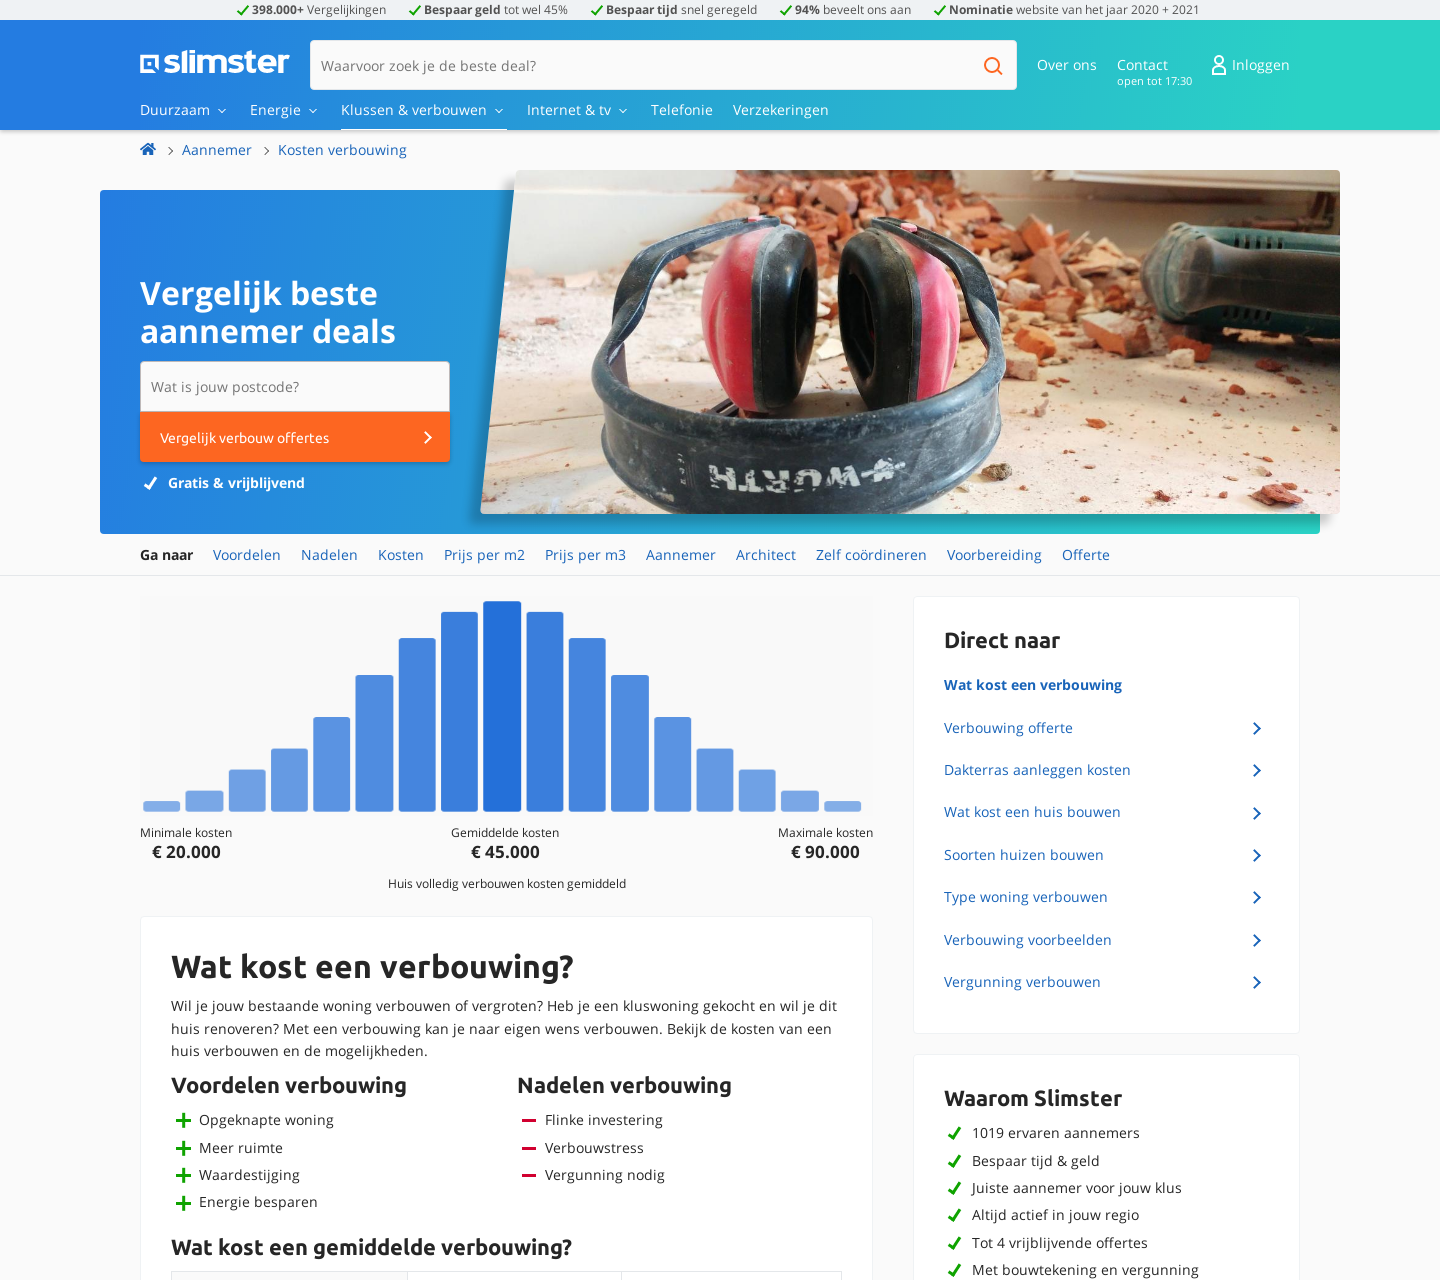 398.000+ Vergelijkingen
Bespaar geld tot wel 45%
Bespaar tijd snel geregeld
94% beveelt ons aan
Nominatie website van het jaar 2020 + 2021
slimster
Waarvoor zoek je de beste deal?
Over ons
Contact
open tot 17:30
Inloggen
Duurzaam
Energie
Klussen & verbouwen
Internet & tv
Telefonie
Verzekeringen
Aannemer
Kosten verbouwing
Vergelijk beste
aannemer deals
Wat is jouw postcode?
Vergelijk verbouw offertes
Gratis & vrijblijvend
WÜRTH
Ga naar
Voordelen
Nadelen
Kosten
Prijs per m2
Prijs per m3
Aannemer
Architect
Zelf coördineren
Voorbereiding
Offerte
Minimale kosten
€ 20.000
Gemiddelde kosten
€ 45.000
Maximale kosten
€ 90.000
Huis volledig verbouwen kosten gemiddeld
Wat kost een verbouwing?
Wil je jouw bestaande woning verbouwen of vergroten? Heb je een kluswoning gekocht en wil je dit
huis renoveren? Met een verbouwing kan je naar eigen wens verbouwen. Bekijk de kosten van een
huis verbouwen en de mogelijkheden.
Voordelen verbouwing
Opgeknapte woning
Meer ruimte
Waardestijging
Energie besparen
Nadelen verbouwing
Flinke investering
Verbouwstress
Vergunning nodig
Wat kost een gemiddelde verbouwing?
Direct naar
Wat kost een verbouwing
Verbouwing offerte
Dakterras aanleggen kosten
Wat kost een huis bouwen
Soorten huizen bouwen
Type woning verbouwen
Verbouwing voorbeelden
Vergunning verbouwen
Waarom Slimster
1019 ervaren aannemers
Bespaar tijd & geld
Juiste aannemer voor jouw klus
Altijd actief in jouw regio
Tot 4 vrijblijvende offertes
Met bouwtekening en vergunning